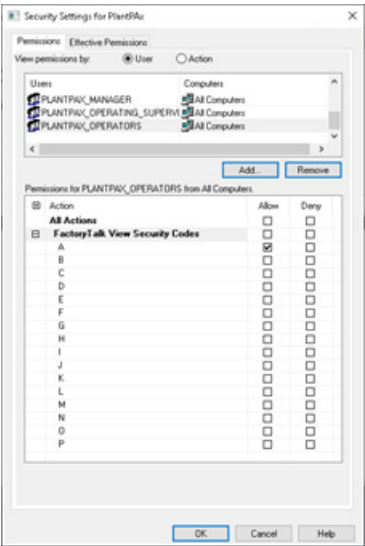 Security Settings for PlantPAx
Permissions Effective Permissions
View permissions by: User Action
Users Computers
PLANTPAX_MANAGER All Computers
PLANTPAX_OPERATING_SUPERVI All Computers
PLANTPAX_OPERATORS All Computers
Add... Remove
Permissions for PLANTPAX_OPERATORS from All Computers.
Action Allow Deny
All Actions
FactoryTalk View Security Codes
A
B
C
D
E
F
G
H
I
J
K
L
M
N
O
P
OK Cancel Help